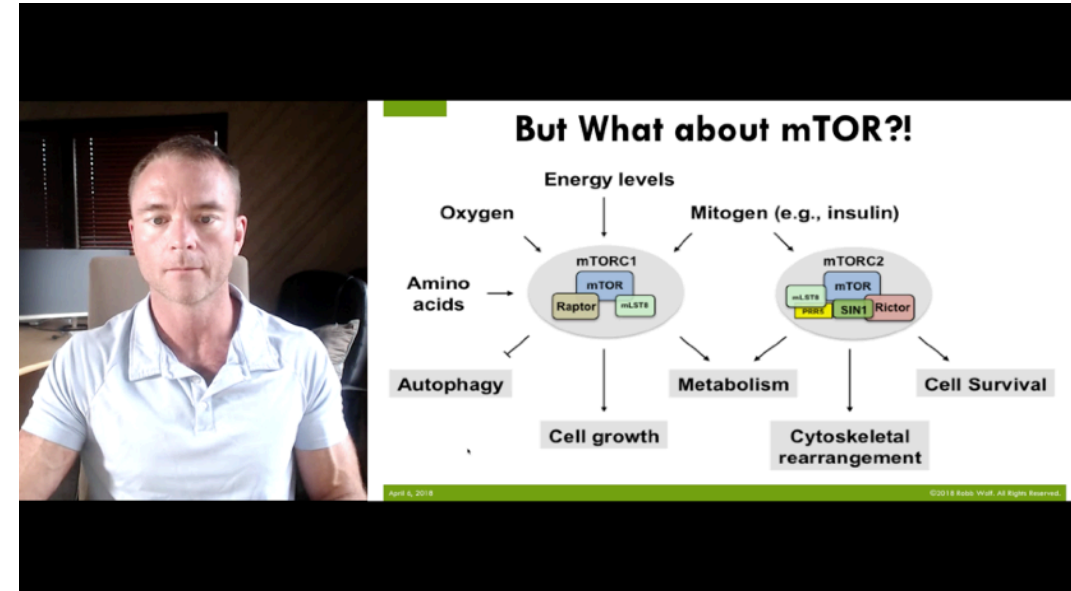 But What about mTOR?!
Energy levels
Oxygen
Mitogen (e.g., insulin)
mTORC1
mTORC2
mTOR
mTOR
Amino
acids
Raptor
mLST8
mLST8
PRR5
SIN1
Rictor
Autophagy
Metabolism
Cell Survival
Cell growth
Cytoskeletal
rearrangement
April 6, 2018
©2018 Robb Wolf. All Rights Reserved.